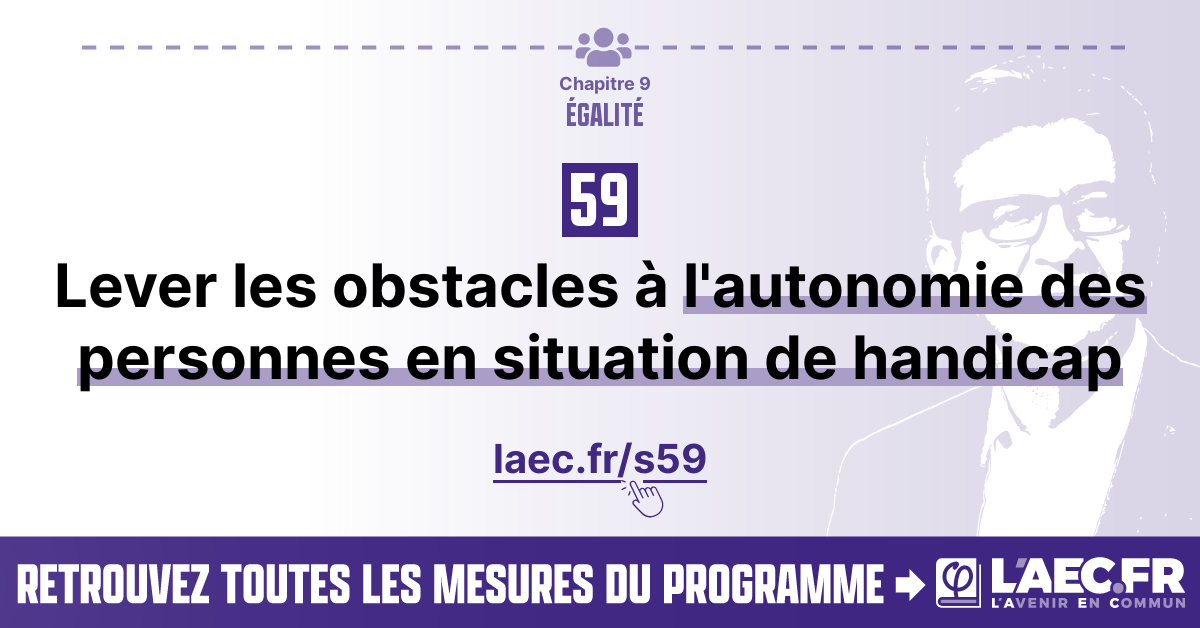 Chapitre 9
ÉGALITÉ
59
Lever les obstacles à l'autonomie des
personnes en situation de handicap
laec.fr/s59
RETROUVEZ TOUTES LES MESURES DU PROGRAMME
L'AEC.FR
L'AVENIR EN COMMUN